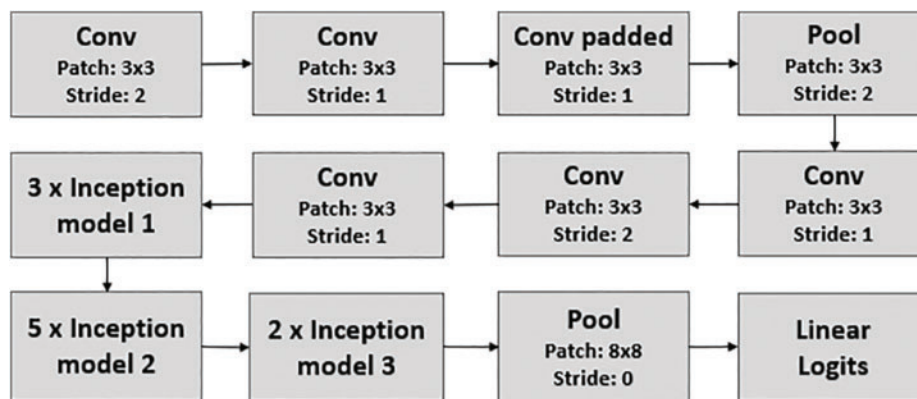 Conv
Patch: 3x3
Stride: 2
Conv
Patch: 3x3
Stride: 1
Conv padded
Patch: 3x3
Stride: 1
Pool
Patch: 3x3
Stride: 2
Conv
Patch: 3x3
Stride: 1
Conv
Patch: 3x3
Stride: 2
Conv
Patch: 3x3
Stride: 1
3 x Inception
model 1
5 x Inception
model 2
2 x Inception
model 3
Pool
Patch: 8x8
Stride: 0
Linear
Logits